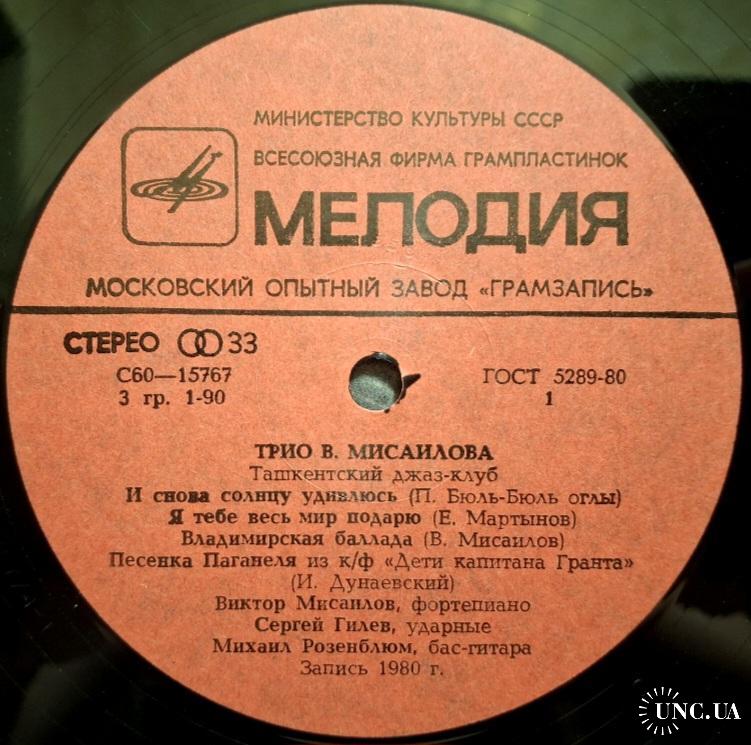 МИНИСТЕРСТВО КУЛЬТУРЫ СССР
ВСЕСОЮЗНАЯ ФИРМА ГРАМПЛАСТИНОК
МЕЛОДИЯ
МОСКОВСКИЙ ОПЫТНЫЙ ЗАВОД «ГРАМЗАПИСЬ»
СТЕРЕО 33
С60—15767
3 гр. 1-90
ГОСТ 5289-80
1
ТРИО В. МИСАИЛОВА
Ташкентский джаз-клуб
И снова солнцу удивлюсь (П. Бюль-Бюль оглы)
Я тебе весь мир подарю (Е. Мартынов)
Владимирская баллада (В. Мисаилов)
Песенка Паганеля из к/ф «Дети капитана Гранта»
(И. Дунаевский)
Виктор Мисаилов, фортепиано
Сергей Гилев, ударные
Михаил Розенблюм, бас-гитара
Запись 1980 г.
UNC.UA